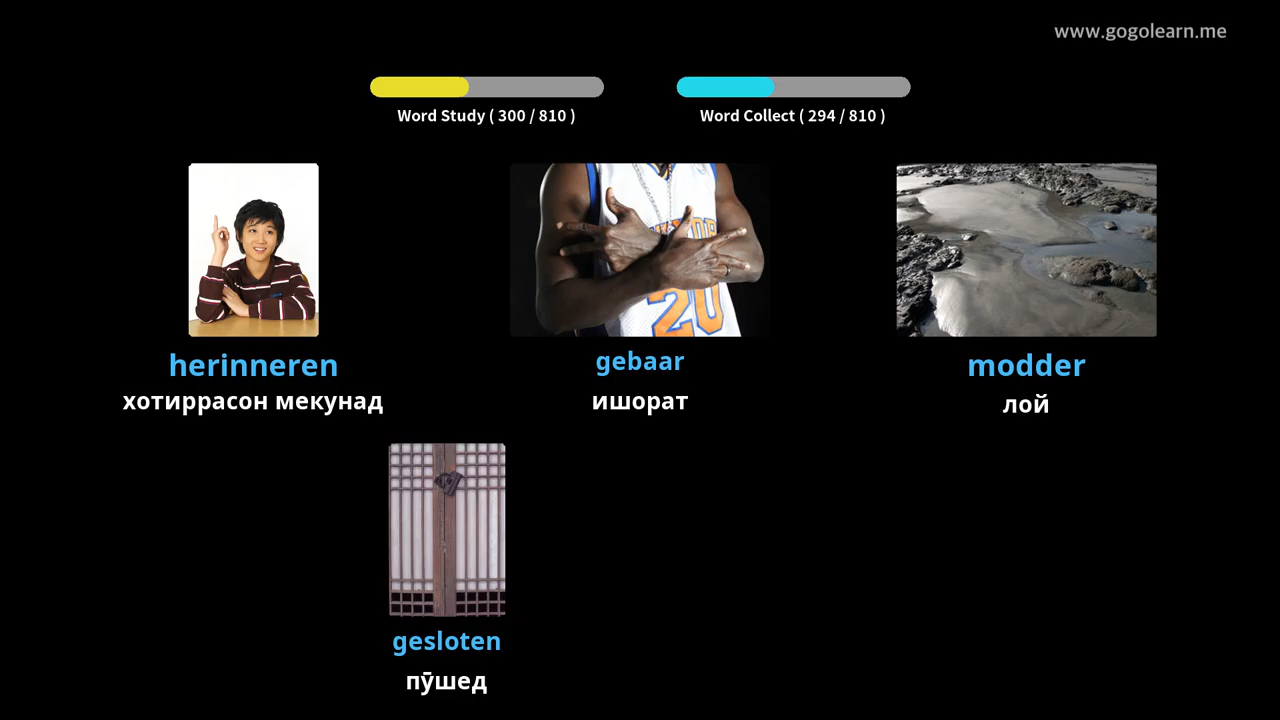 www.gogolearn.me
Word Study ( 300 / 810 )
Word Collect ( 294 / 810 )
herinneren
хотиррасон мекунад
gebaar
ишорат
modder
лой
20
gesloten
пӯшед